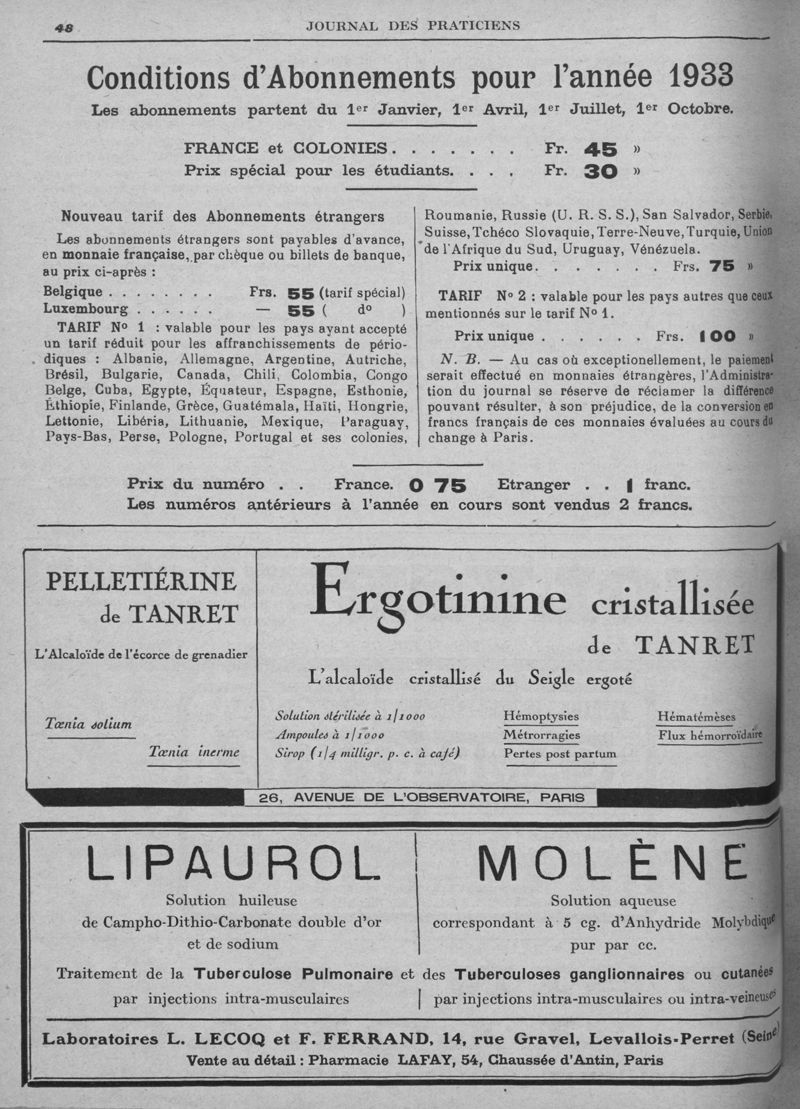 48
JOURNAL DES PRATICIENS
Conditions d'Abonnements pour l'année 1933
Les abonnements partent du 1er Janvier, 1er Avril, 1er Juillet, 1er Octobre.
FRANCE et COLONIES. . . . . . . Fr. 45 »
Prix spécial pour les étudiants. . . . Fr. 30 »
Nouveau tarif des Abonnements étrangers
Les abonnements étrangers sont payables d'avance,
en monnaie française, par chèque ou billets de banque,
au prix ci-après :
Belgique . . . . . . . . Frs. 55 (tarif spécial)
Luxembourg . . . . . . — 55 ( do )
TARIF No 1 : valable pour les pays ayant accepté
un tarif réduit pour les affranchissements de pério-
diques : Albanie, Allemagne, Argentine, Autriche,
Brésil, Bulgarie, Canada, Chili, Colombia, Congo
Belge, Cuba, Egypte, Équateur, Espagne, Esthonie,
Éthiopie, Finlande, Grèce, Guatémala, Haïti, Hongrie,
Lettonie, Libéria, Lithuanie, Mexique, Paraguay,
Pays-Bas, Perse, Pologne, Portugal et ses colonies,
Roumanie, Russie (U. R. S. S.), San Salvador, Serbie,
Suisse, Tchéco Slovaquie, Terre-Neuve, Turquie, Union
de l'Afrique du Sud, Uruguay, Vénézuela.
Prix unique. . . . . . . . Frs. 75 »
TARIF No 2 : valable pour les pays autres que ceux
mentionnés sur le tarif No 1.
Prix unique . . . . . . Frs. 100 »
N. B. — Au cas où exceptionellement, le paiement
serait effectué en monnaies étrangères, l'Administra-
tion du journal se réserve de réclamer la différence
pouvant résulter, à son préjudice, de la conversion en
francs français de ces monnaies évaluées au cours du
change à Paris.
Prix du numéro . . France. 0 75 Etranger . . 1 franc.
Les numéros antérieurs à l'année en cours sont vendus 2 francs.
PELLETIÉRINE
de TANRET
L'Alcaloïde de l'écorce de grenadier
Tœnia solium
Tœnia inerme
Ergotinine cristallisée
de TANRET
L'alcaloïde cristallisé du Seigle ergoté
Solution stérilisée à 1/1000
Ampoules à 1/1000
Sirop (1/4 milligr. p. c. à café)
Hémoptysies
Métrorragies
Pertes post partum
Hématémèses
Flux hémorroïdaire
26, AVENUE DE L'OBSERVATOIRE, PARIS
LIPAUROL
Solution huileuse
de Campho-Dithio-Carbonate double d'or
et de sodium
MOLÈNE
Solution aqueuse
correspondant à 5 cg. d'Anhydride Molybdique
pur par cc.
Traitement de la Tuberculose Pulmonaire et des Tuberculoses ganglionnaires ou cutanées
par injections intra-musculaires
par injections intra-musculaires ou intra-veineuses
Laboratoires L. LECOQ et F. FERRAND, 14, rue Gravel, Levallois-Perret (Seine)
Vente au détail : Pharmacie LAFAY, 54, Chaussée d'Antin, Paris